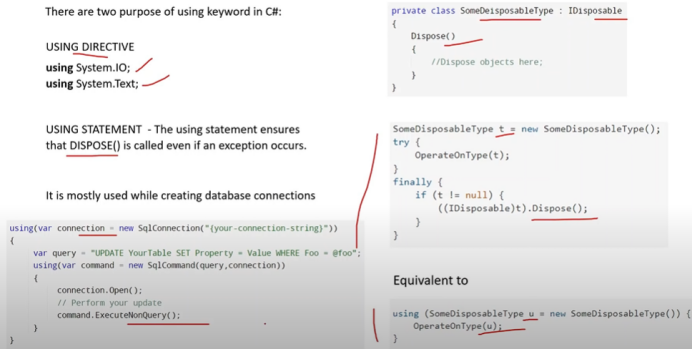 There are two purpose of using keyword in C#:
USING DIRECTIVE
using System.IO;
using System.Text;
USING STATEMENT - The using statement ensures
that DISPOSE() is called even if an exception occurs.
It is mostly used while creating database connections
using(var connection = new SqlConnection("{your-connection-string}"))
{
var query = "UPDATE YourTable SET Property = Value WHERE Foo = @foo";
using(var command = new SqlCommand(query,connection))
{
connection.Open();
// Perform your update
command.ExecuteNonQuery();
}
}
private class SomeDeisposableType : IDisposable
{
Dispose()
{
//Dispose objects here;
}
}
SomeDisposableType t = new SomeDisposableType();
try {
OperateOnType(t);
}
finally {
if (t != null) {
((IDisposable)t).Dispose();
}
}
Equivalent to
using (SomeDisposableType u = new SomeDisposableType()) {
OperateOnType(u);
}